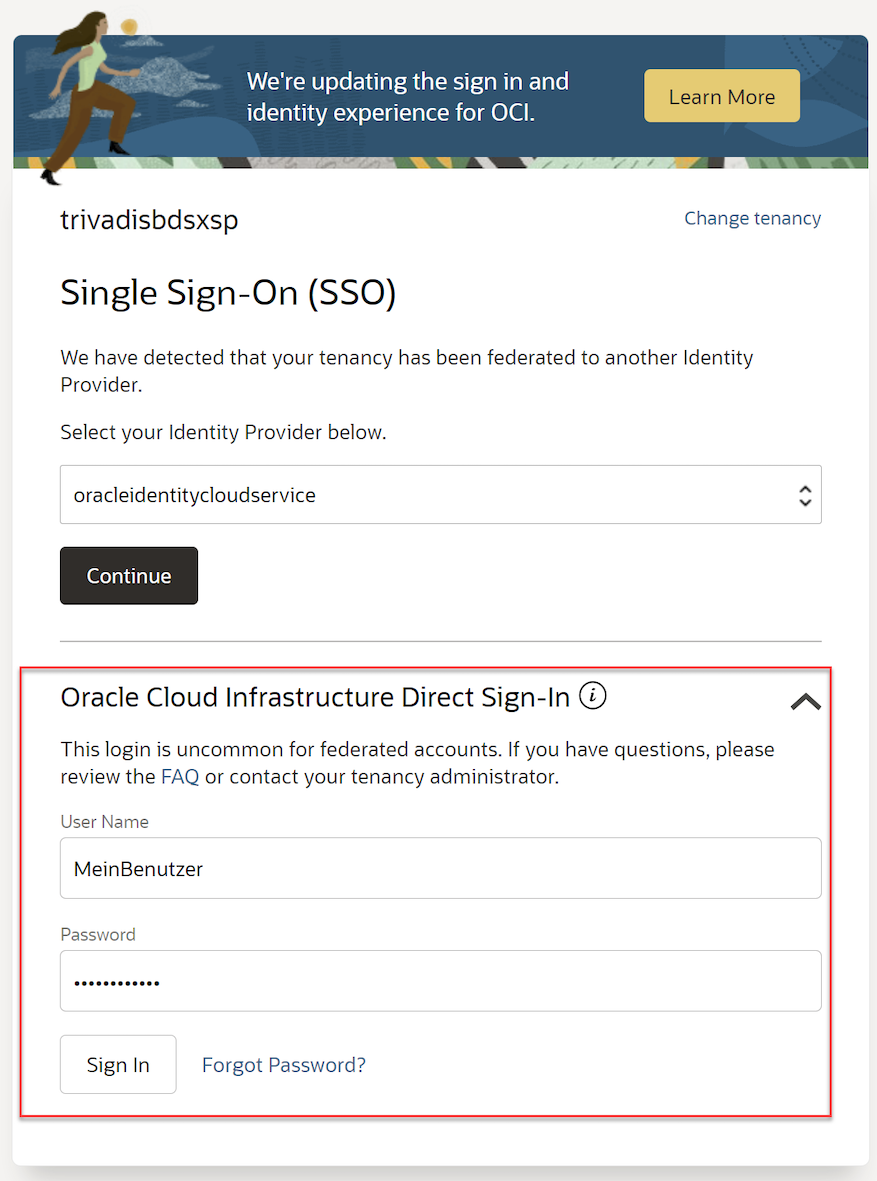 We're updating the sign in and
identity experience for OCI.
Learn More
trivadisbdsxsp
Change tenancy
Single Sign-On (SSO)
We have detected that your tenancy has been federated to another Identity
Provider.
Select your Identity Provider below.
oracleidentitycloudservice
Continue
Oracle Cloud Infrastructure Direct Sign-In i
This login is uncommon for federated accounts. If you have questions, please
review the FAQ or contact your tenancy administrator.
User Name
MeinBenutzer
Password
••••••••••••
Sign In
Forgot Password?